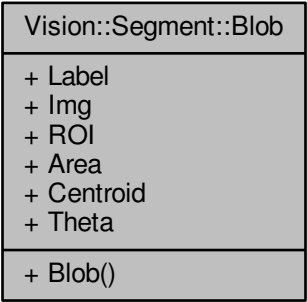 Vision::Segment::Blob
+ Label
+ Img
+ ROI
+ Area
+ Centroid
+ Theta
+ Blob()